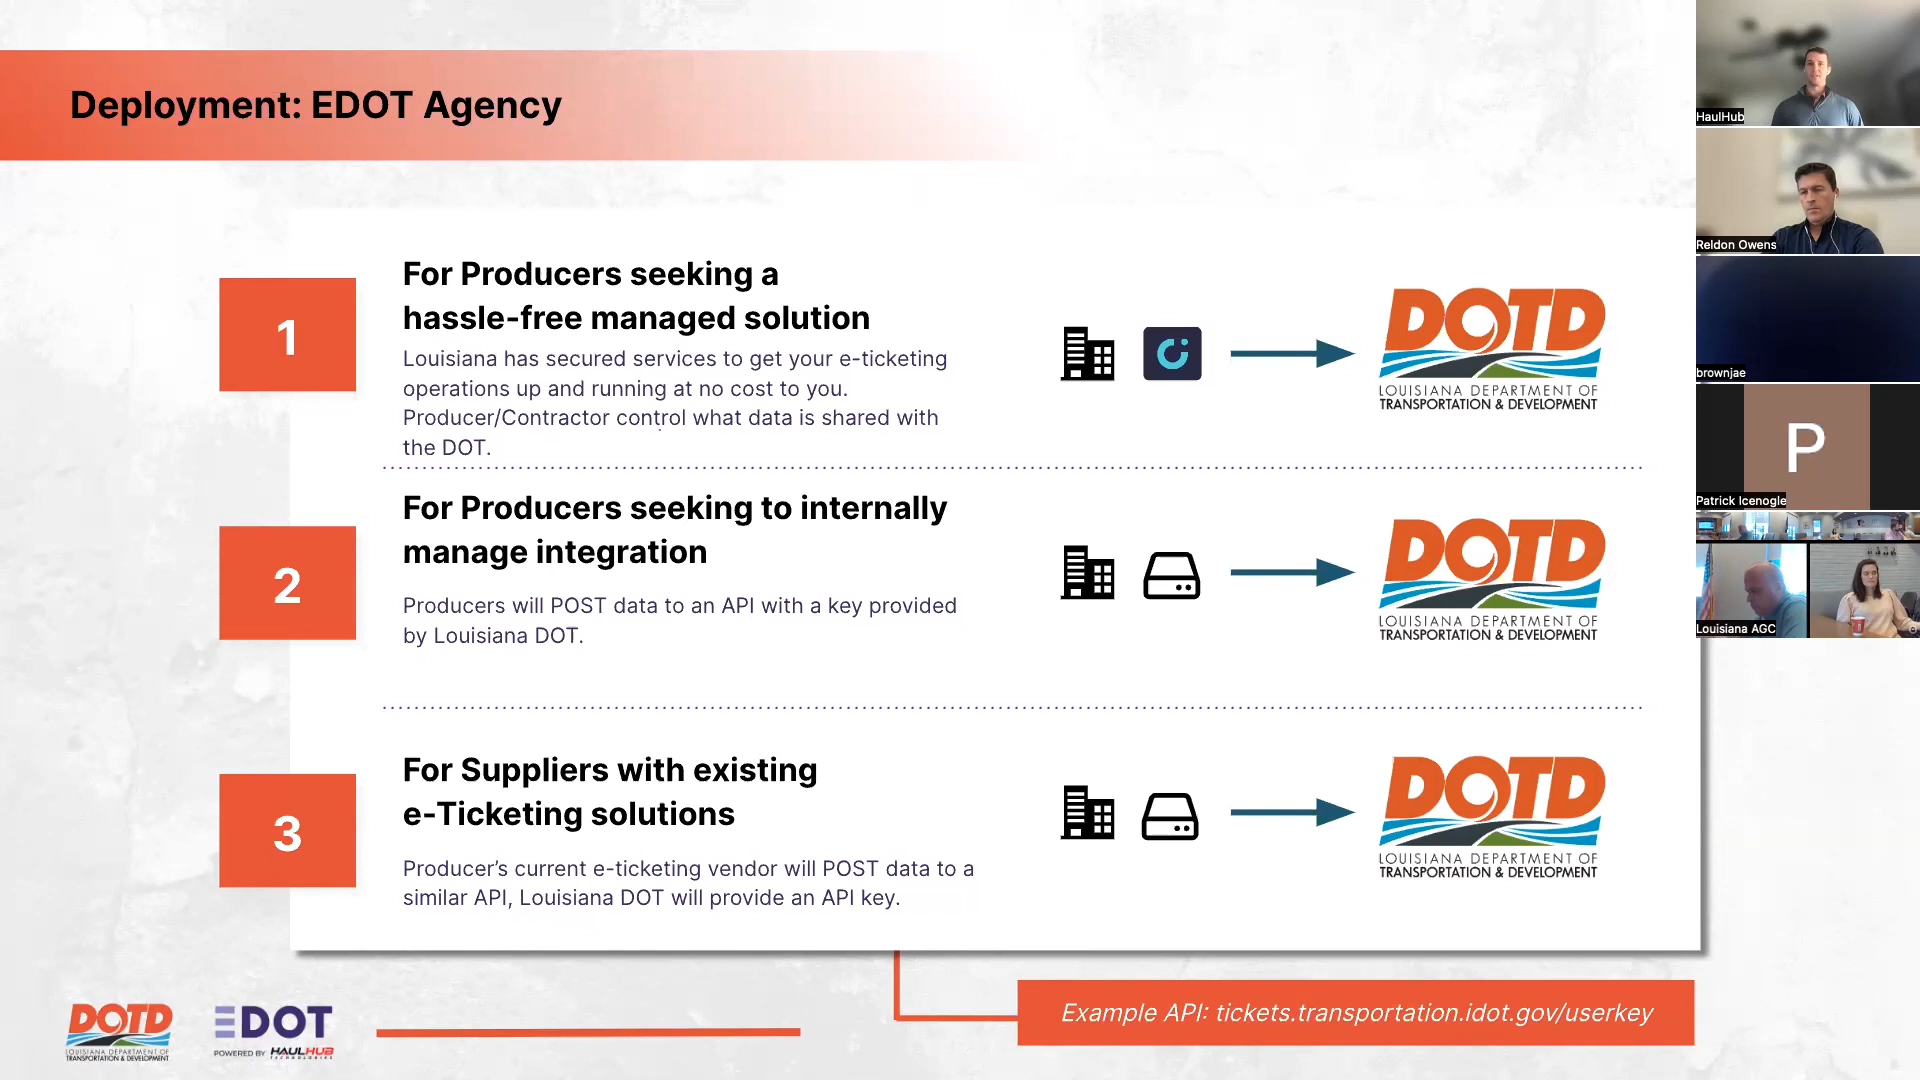 Deployment: EDOT Agency
1
For Producers seeking a
hassle-free managed solution
Louisiana has secured services to get your e-ticketing
operations up and running at no cost to you.
Producer/Contractor control what data is shared with
the DOT.
DOTD
LOUISIANA DEPARTMENT OF
TRANSPORTATION & DEVELOPMENT
2
For Producers seeking to internally
manage integration
Producers will POST data to an API with a key provided
by Louisiana DOT.
DOTD
LOUISIANA DEPARTMENT OF
TRANSPORTATION & DEVELOPMENT
3
For Suppliers with existing
e-Ticketing solutions
Producer’s current e-ticketing vendor will POST data to a
similar API, Louisiana DOT will provide an API key.
DOTD
LOUISIANA DEPARTMENT OF
TRANSPORTATION & DEVELOPMENT
Example API: tickets.transportation.idot.gov/userkey
DOTD
LOUISIANA DEPARTMENT OF
TRANSPORTATION & DEVELOPMENT
EDOT
POWERED BY HAULHUB
TECHNOLOGIES
HaulHub
Reldon Owens
brownjae
P
Patrick Icenogle
Louisiana AGC